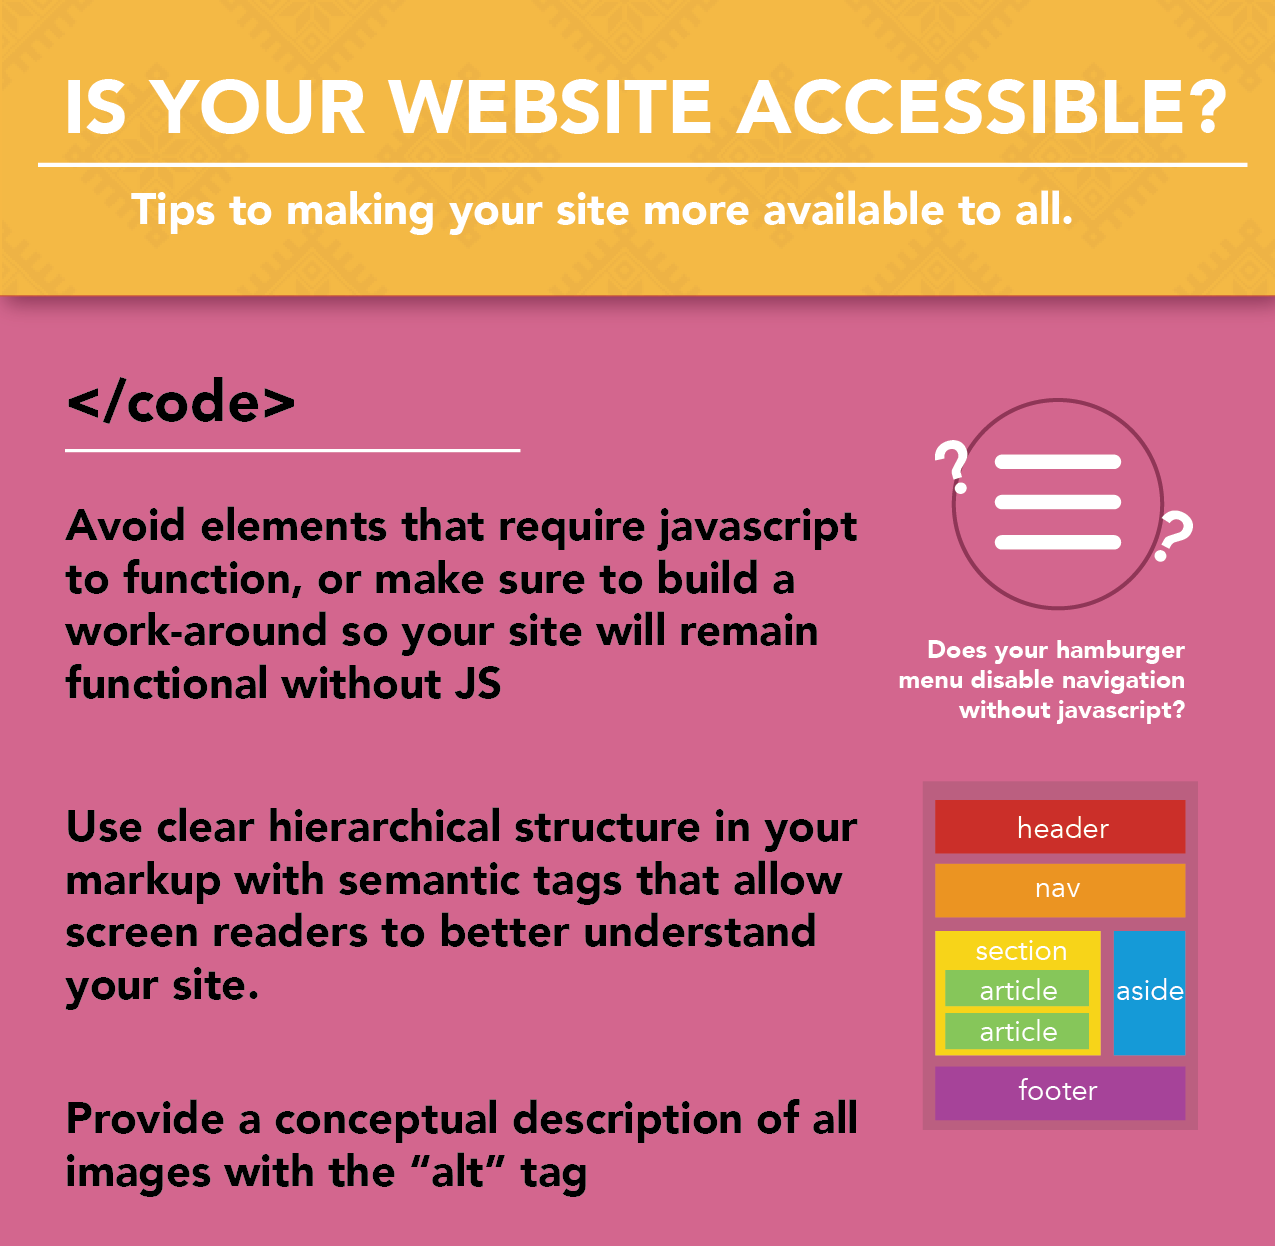 IS YOUR WEBSITE ACCESSIBLE?
Tips to making your site more available to all.
</code>
Avoid elements that require javascript
to function, or make sure to build a
work-around so your site will remain
functional without JS
?
?
Does your hamburger
menu disable navigation
without javascript?
Use clear hierarchical structure in your
markup with semantic tags that allow
screen readers to better understand
your site.
header
nav
section
article
article
aside
footer
Provide a conceptual description of all
images with the “alt” tag